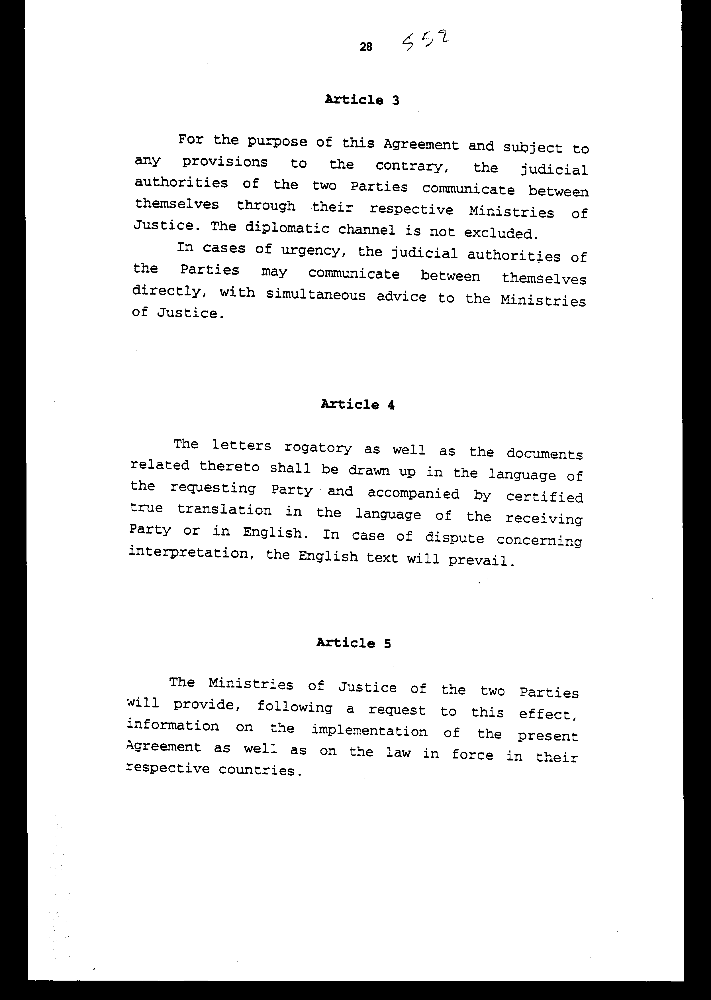 28 552
Article 3
For the purpose of this Agreement and subject to
any provisions to the contrary, the judicial
authorities of the two Parties communicate between
themselves through their respective Ministries of
Justice. The diplomatic channel is not excluded.
In cases of urgency, the judicial authorities of
the Parties may communicate between themselves
directly, with simultaneous advice to the Ministries
of Justice.
Article 4
The letters rogatory as well as the documents
related thereto shall be drawn up in the language of
the requesting Party and accompanied by certified
true translation in the language of the receiving
Party or in English. In case of dispute concerning
interpretation, the English text will prevail.
Article 5
The Ministries of Justice of the two Parties
will provide, following a request to this effect,
information on the implementation of the present
Agreement as well as on the law in force in their
respective countries.